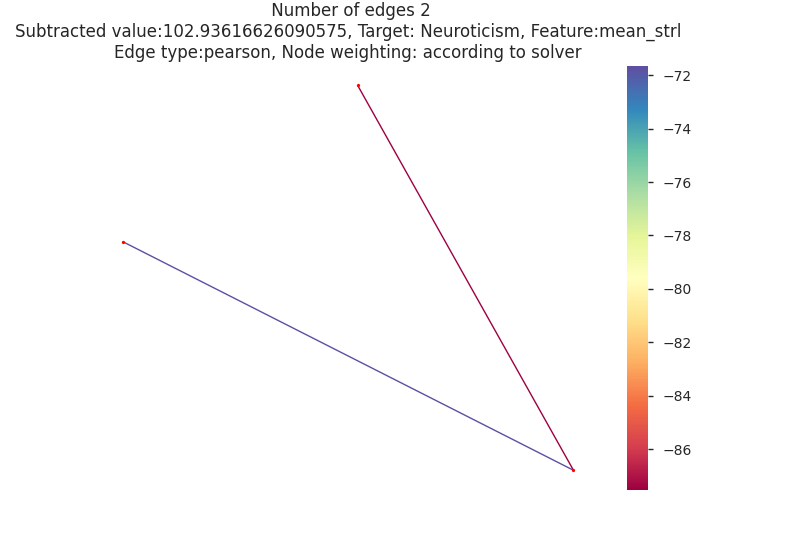 Number of edges 2
Subtracted value:102.93616626090575, Target: Neuroticism, Feature:mean_strl
Edge type:pearson, Node weighting: according to solver
−72
−74
−76
−78
−80
−82
−84
−86